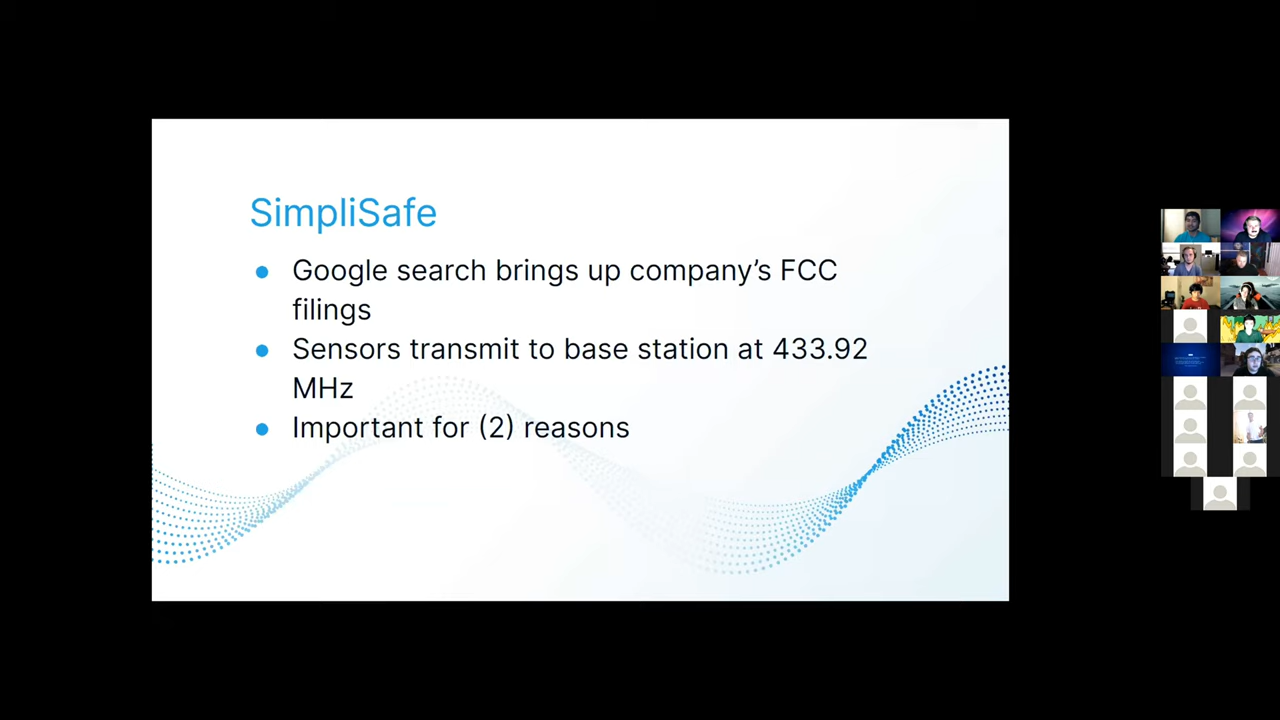 SimpliSafe
● Google search brings up company’s FCC
filings
● Sensors transmit to base station at 433.92
MHz
● Important for (2) reasons